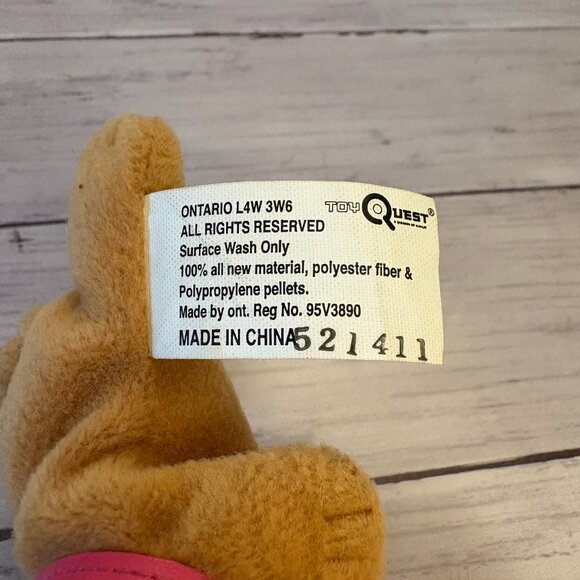 ONTARIO L4W 3W6
ALL RIGHTS RESERVED
Surface Wash Only
100% all new material, polyester fiber &
Polypropylene pellets.
Made by ont. Reg No. 95V3890
MADE IN CHINA 521411
TOY QUEST®